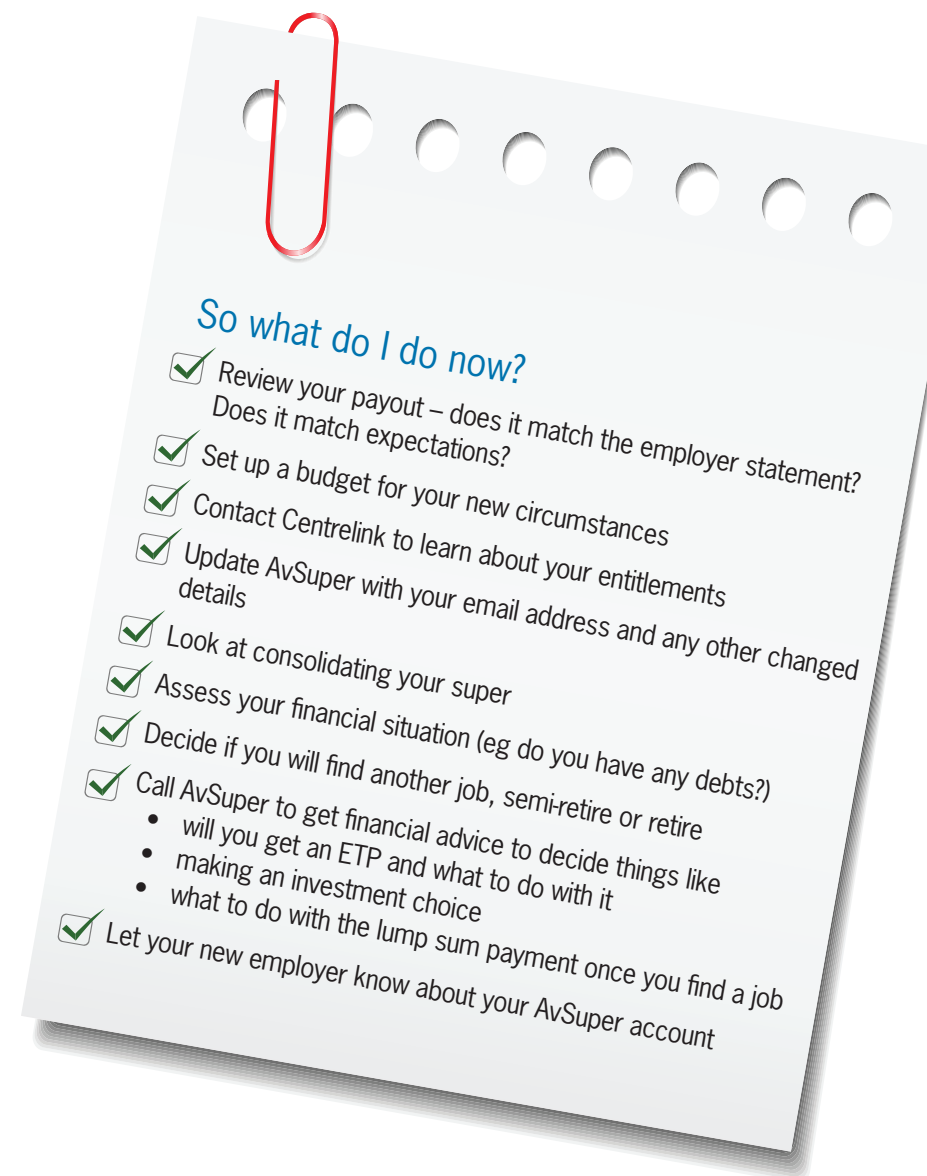 So what do I do now?
Review your payout – does it match the employer statement?
Does it match expectations?
Set up a budget for your new circumstances
Contact Centrelink to learn about your entitlements
Update AvSuper with your email address and any other changed
details
Look at consolidating your super
Assess your financial situation (eg do you have any debts?)
Decide if you will find another job, semi-retire or retire
Call AvSuper to get financial advice to decide things like
• will you get an ETP and what to do with it
• making an investment choice
• what to do with the lump sum payment once you find a job
Let your new employer know about your AvSuper account